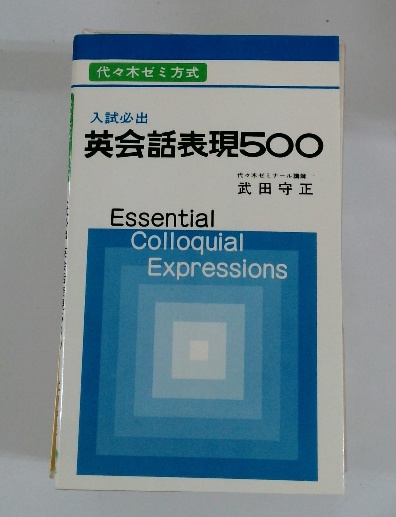 代々木ゼミ方式
入試必出
英会話表現500
代々木ゼミナール講師
武田守正
Essential
Colloquial
Expressions